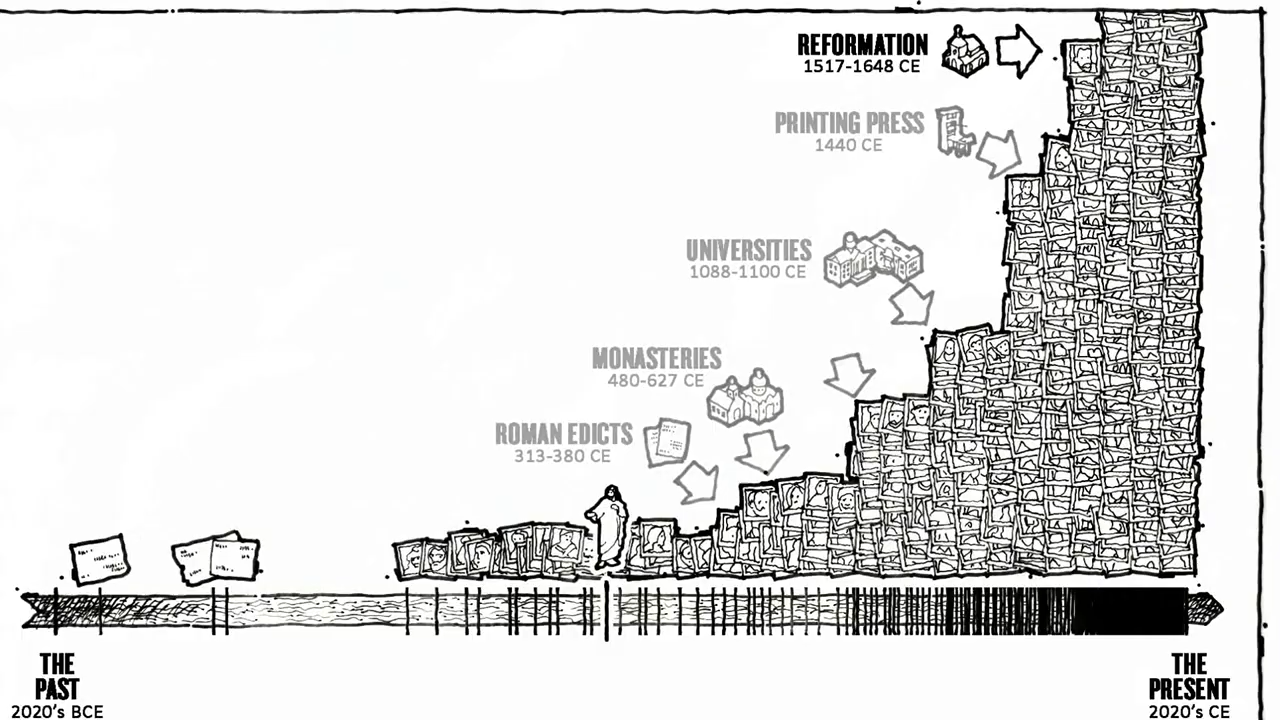 REFORMATION
1517-1648 CE
PRINTING PRESS
1440 CE
UNIVERSITIES
1088-1100 CE
MONASTERIES
480-627 CE
ROMAN EDICTS
313-380 CE
THE
PAST
2020's BCE
THE
PRESENT
2020's CE